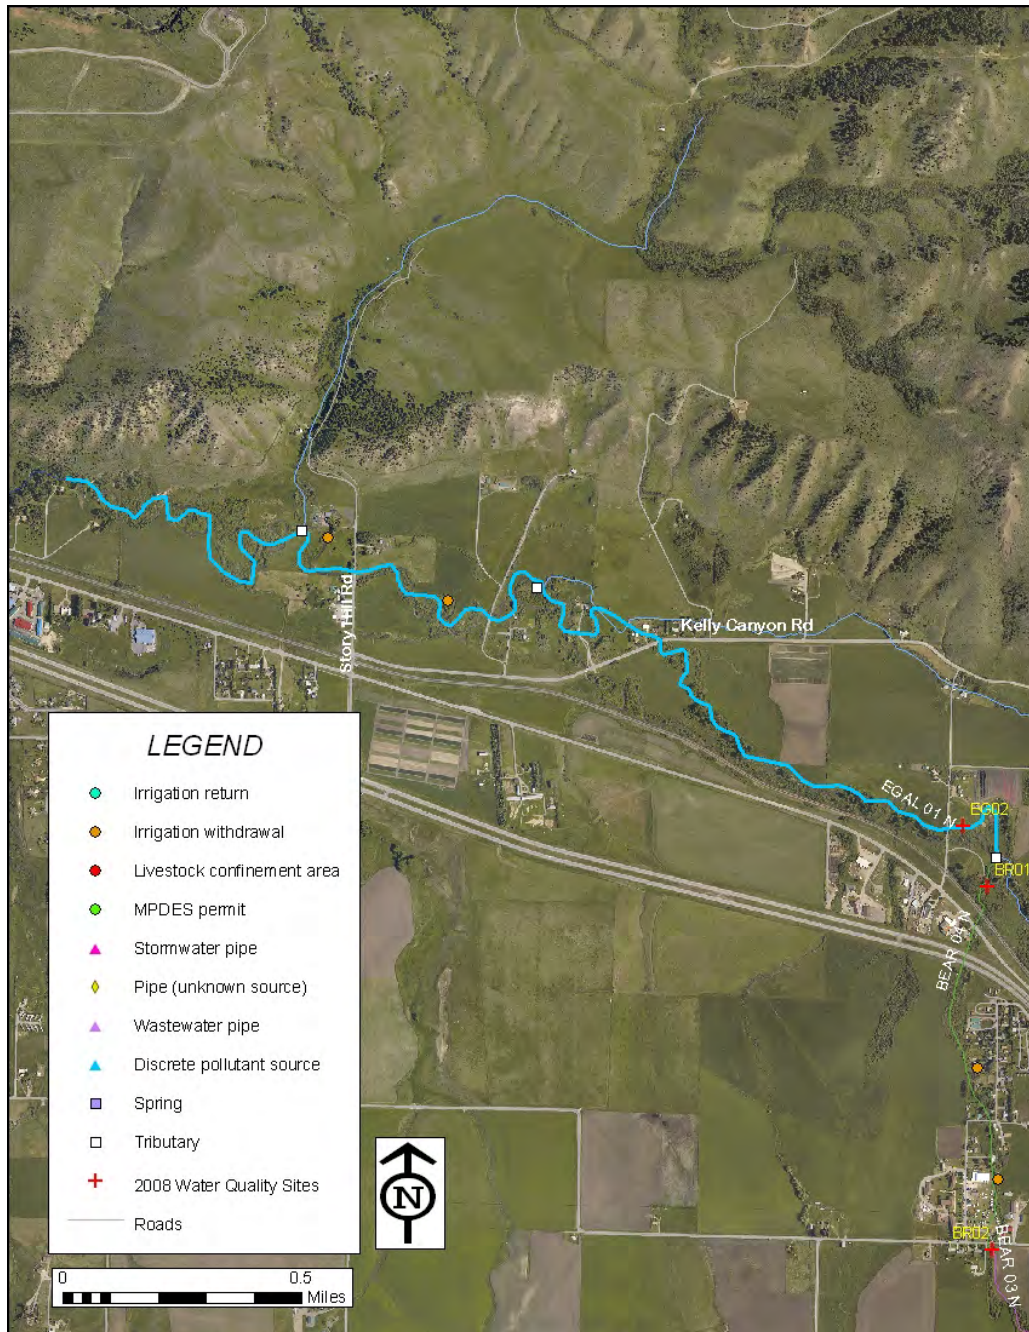 Story Hill Rd
Kelly Canyon Rd
EGAL 01 N
EG02
BR01
BEAR 04 N
BR02
BEAR 03 N
LEGEND
Irrigation return
Irrigation withdrawal
Livestock confinement area
MPDES permit
Stormwater pipe
Pipe (unknown source)
Wastewater pipe
Discrete pollutant source
Spring
Tributary
2008 Water Quality Sites
Roads
N
0 0.5
Miles